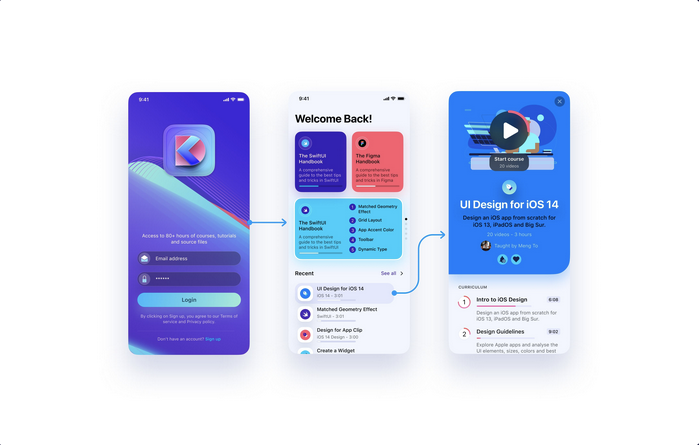 9:41
Access to 80+ hours of courses, tutorials
and source files
Email address
••••••
Login
By clicking on Sign up, you agree to our Terms of
service and Privacy policy.
Don't have an account? Sign up
9:41
Welcome Back!
The SwiftUI
Handbook
A comprehensive
guide to the best tips
and tricks in SwiftUI
The Figma
Handbook
A comprehensive
guide to the best tips
and tricks in Figma
The SwiftUI
Handbook
A comprehensive
guide to the best tips
and tricks in SwiftUI
1 Matched Geometry
Effect
2 Grid Layout
3 App Accent Color
4 Toolbar
5 Dynamic Type
Recent
See all
UI Design for iOS 14
iOS 14 - 3:01
Matched Geometry Effect
SwiftUI - 3:01
Design for App Clip
iOS 14 Design - 3:00
Create a Widget
Start course
20 videos
UI Design for iOS 14
Design an iOS app from scratch for
iOS 13, iPadOS and Big Sur.
20 videos - 3 hours
Taught by Meng To
CURRICULUM
1
Intro to iOS Design
8:08
Design an iOS app from scratch for
iOS 13, iPadOS and Big Sur.
2
Design Guidelines
9:02
Explore Apple apps and analyse the
UI elements, sizes, colors and best